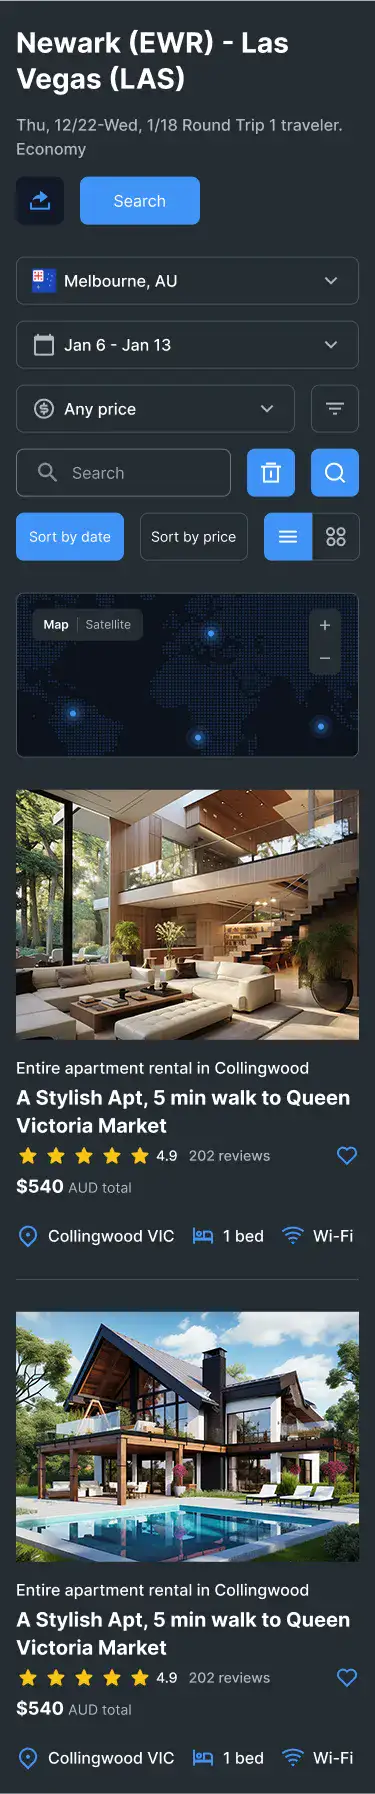 Newark (EWR) - Las
Vegas (LAS)
Thu, 12/22-Wed, 1/18 Round Trip 1 traveler.
Economy
Search
Melbourne, AU
Jan 6 - Jan 13
Any price
Search
Sort by date
Sort by price
Map
Satellite
Entire apartment rental in Collingwood
A Stylish Apt, 5 min walk to Queen
Victoria Market
4.9 202 reviews
$540 AUD total
Collingwood VIC 1 bed Wi-Fi
Entire apartment rental in Collingwood
A Stylish Apt, 5 min walk to Queen
Victoria Market
4.9 202 reviews
$540 AUD total
Collingwood VIC 1 bed Wi-Fi